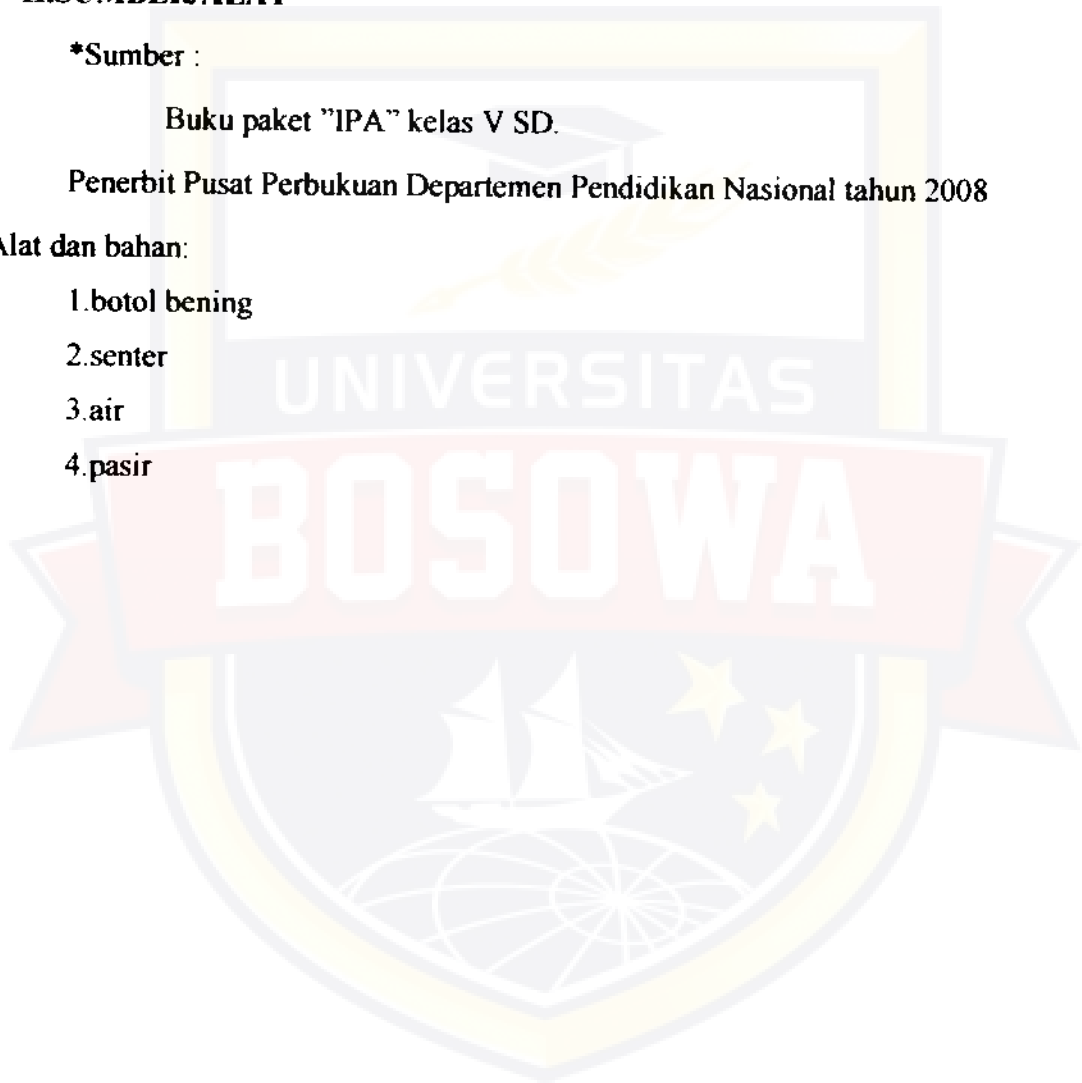 *Sumber :
Buku paket ”IPA” kelas V SD.
Penerbit Pusat Perbukuan Departemen Pendidikan Nasional tahun 2008
Alat dan bahan:
1.botol bening
2.senter
3.air
4.pasir
UNIVERSITAS
BOSOWA